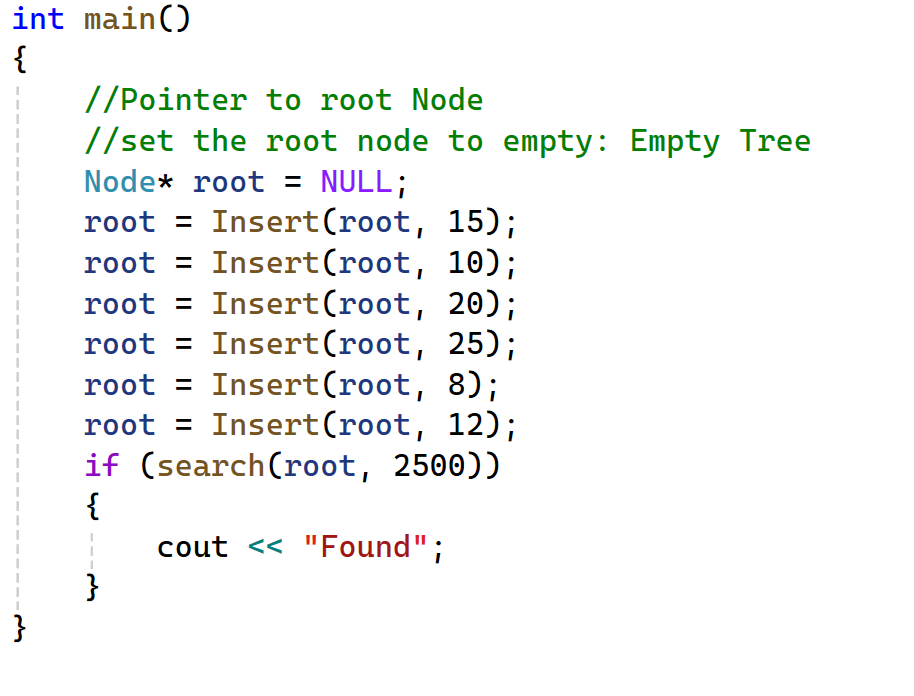 int main()
{
    //Pointer to root Node
    //set the root node to empty: Empty Tree
    Node* root = NULL;
    root = Insert(root, 15);
    root = Insert(root, 10);
    root = Insert(root, 20);
    root = Insert(root, 25);
    root = Insert(root, 8);
    root = Insert(root, 12);
    if (search(root, 2500))
    {
        cout << "Found";
    }
}